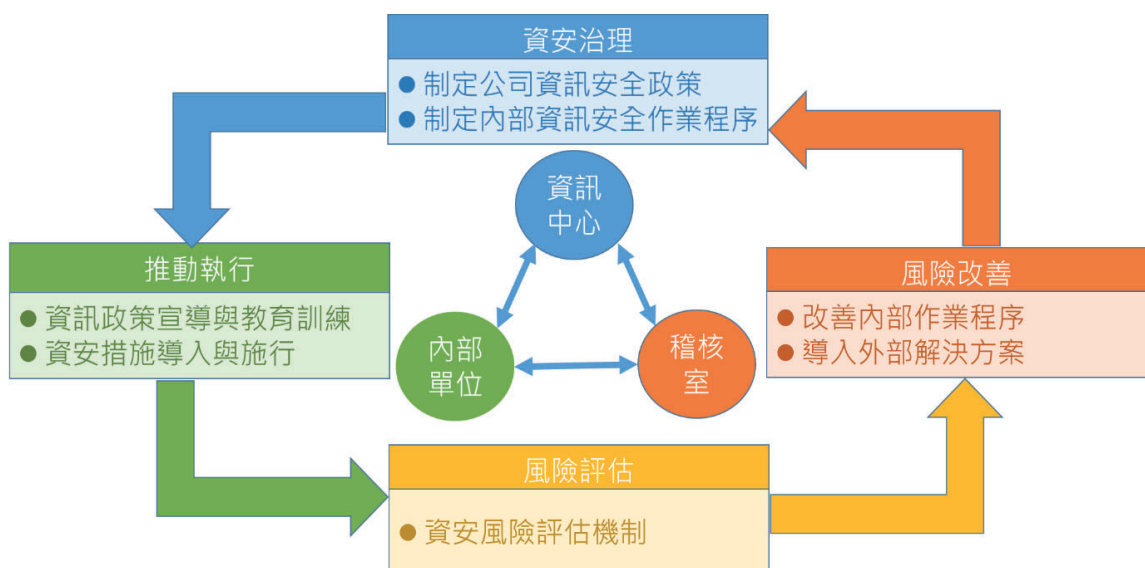 資安治理
● 制定公司資訊安全政策
● 制定內部資訊安全作業程序
資訊
中心
推動執行
● 資訊政策宣導與教育訓練
● 資安措施導入與施行
內部
單位
稽核
室
風險改善
● 改善內部作業程序
● 導入外部解決方案
風險評估
● 資安風險評估機制